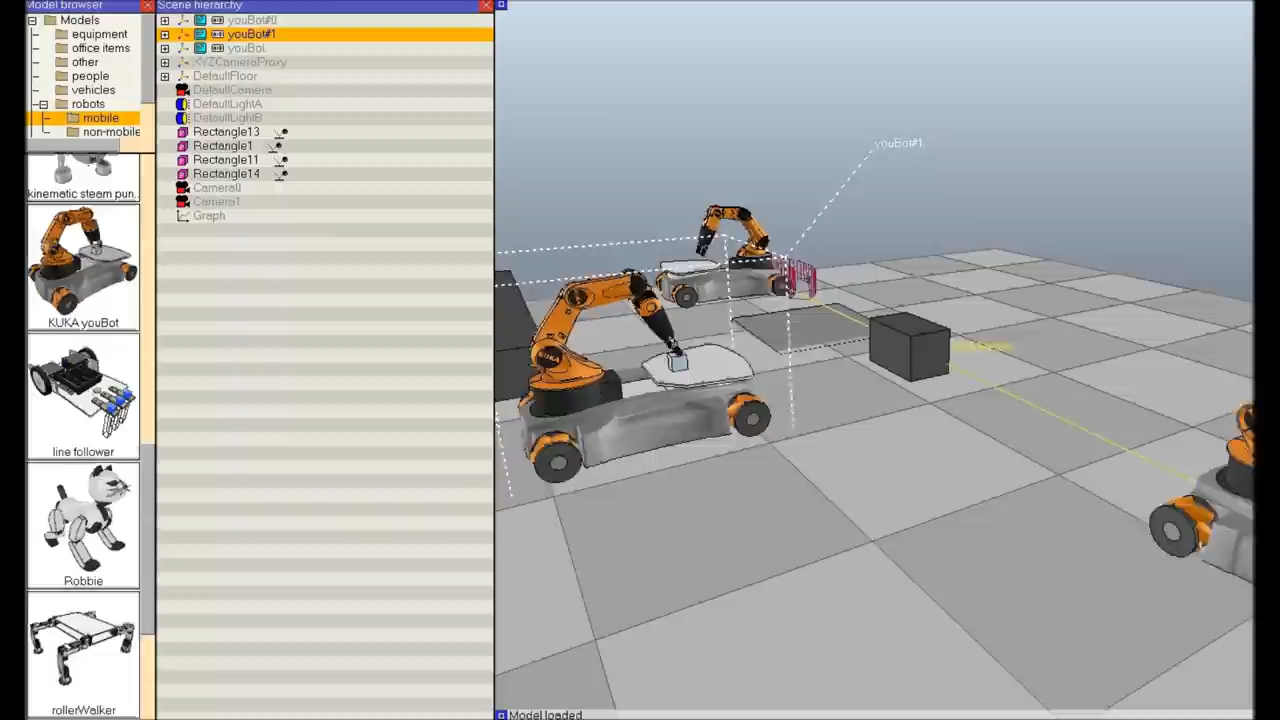 Model browser
Models
equipment
office items
other
people
vehicles
robots
mobile
non-mobile
kinematic steam pun...
KUKA youBot
line follower
Robbie
rollerWalker
Scene hierarchy
youBot#0
youBot#1
youBot
XYZCameraProxy
DefaultFloor
DefaultCamera
DefaultLightA
DefaultLightB
Rectangle13
Rectangle1
Rectangle11
Rectangle14
Camera0
Camera1
Graph
youBot#1
KUKA
Model loaded.